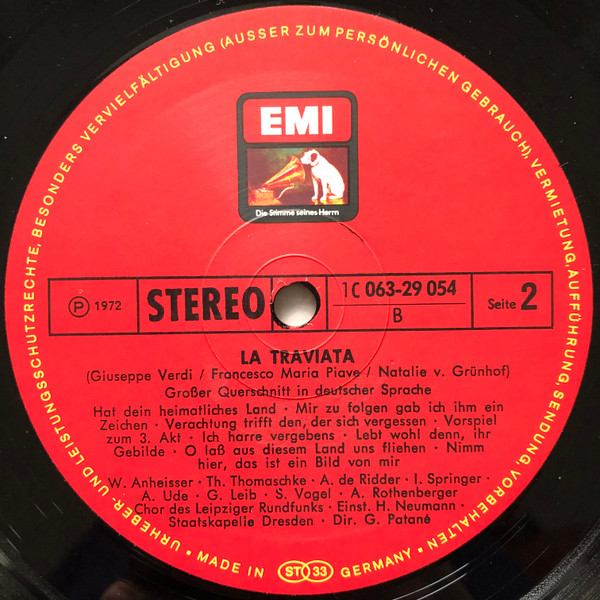 URHEBER- UND LEISTUNGSSCHUTZRECHTE, BESONDERS VERVIELFÄLTIGUNG (AUSSER ZUM PERSÖNLICHEN GEBRAUCH), VERMIETUNG, AUFFÜHRUNG, SENDUNG, VORBEHALTEN
EMI
Die Stimme seines Herrn
Ⓟ 1972
STEREO
1C 063-29 054
B
Seite 2
LA TRAVIATA
(Giuseppe Verdi / Francesco Maria Piave / Natalie v. Grünhof)
Großer Querschnitt in deutscher Sprache
Hat dein heimatliches Land · Mir zu folgen gab ich ihm ein
Zeichen · Verachtung trifft den, der sich vergessen · Vorspiel
zum 3. Akt · Ich harre vergebens · Lebt wohl denn, ihr
Gebilde · O laß aus diesem Land uns fliehen · Nimm
hier, das ist ein Bild von mir
W. Anheisser · Th. Thomaschke · A. de Ridder · I. Springer ·
A. Ude · G. Leib · S. Vogel · A. Rothenberger
Chor des Leipziger Rundfunks · Einst. H. Neumann ·
Staatskapelle Dresden · Dir. G. Patané
· MADE IN ST 33 GERMANY ·